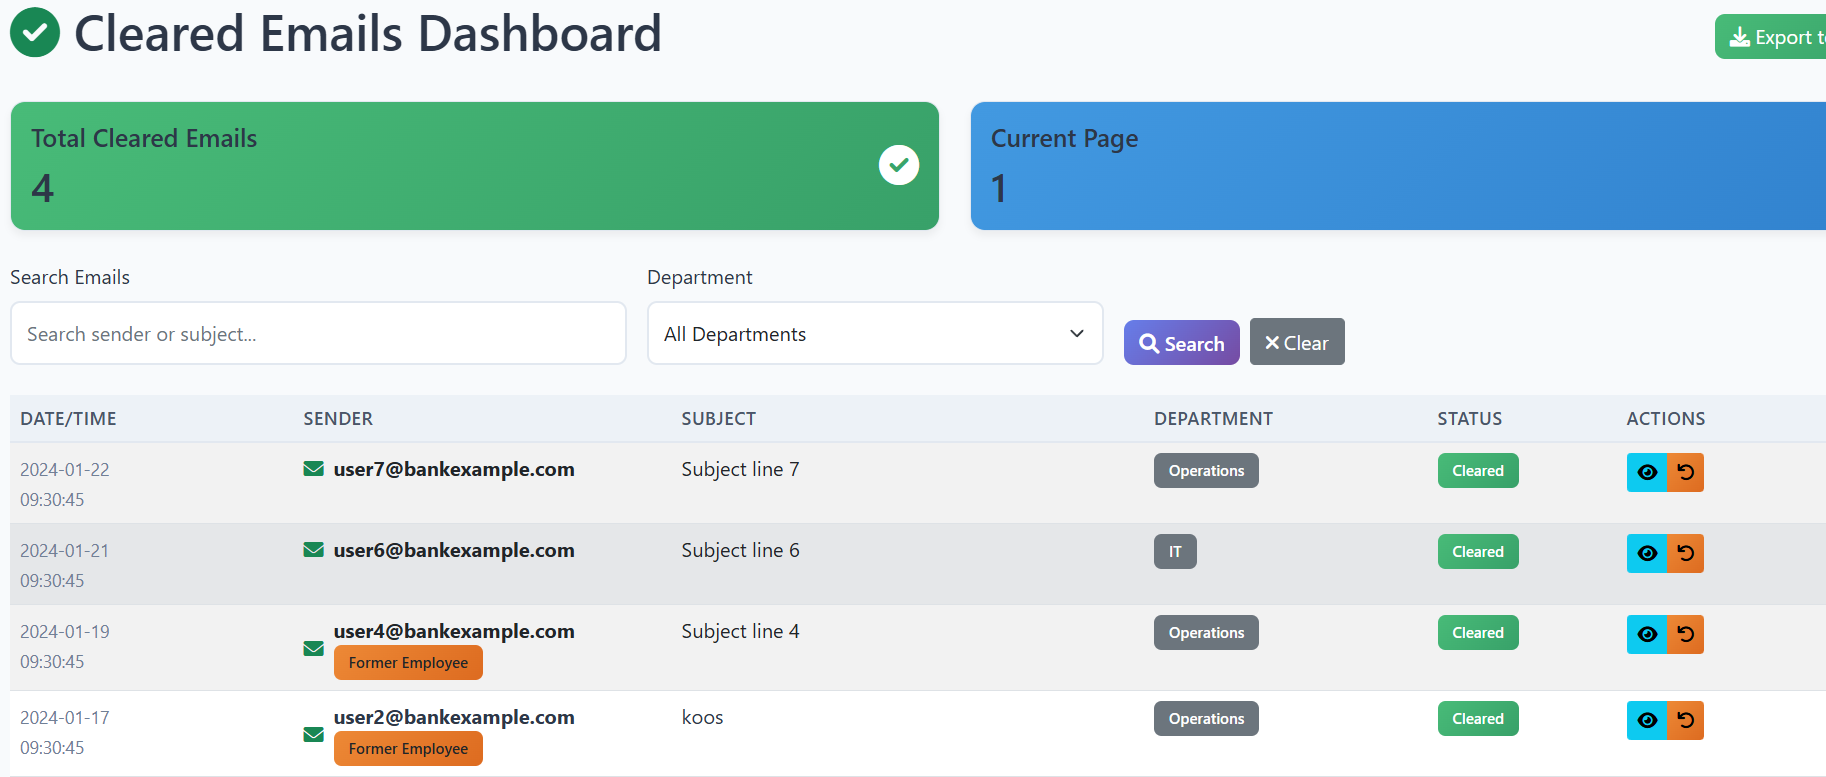 Cleared Emails Dashboard
Export
Total Cleared Emails
4
Current Page
1
Search Emails
Department
Search sender or subject...
All Departments
Search
Clear
DATE/TIME SENDER SUBJECT DEPARTMENT STATUS ACTIONS
2024-01-22
09:30:45
user7@bankexample.com
Subject line 7
Operations
Cleared
2024-01-21
09:30:45
user6@bankexample.com
Subject line 6
IT
Cleared
2024-01-19
09:30:45
user4@bankexample.com
Former Employee
Subject line 4
Operations
Cleared
2024-01-17
09:30:45
user2@bankexample.com
Former Employee
koos
Operations
Cleared